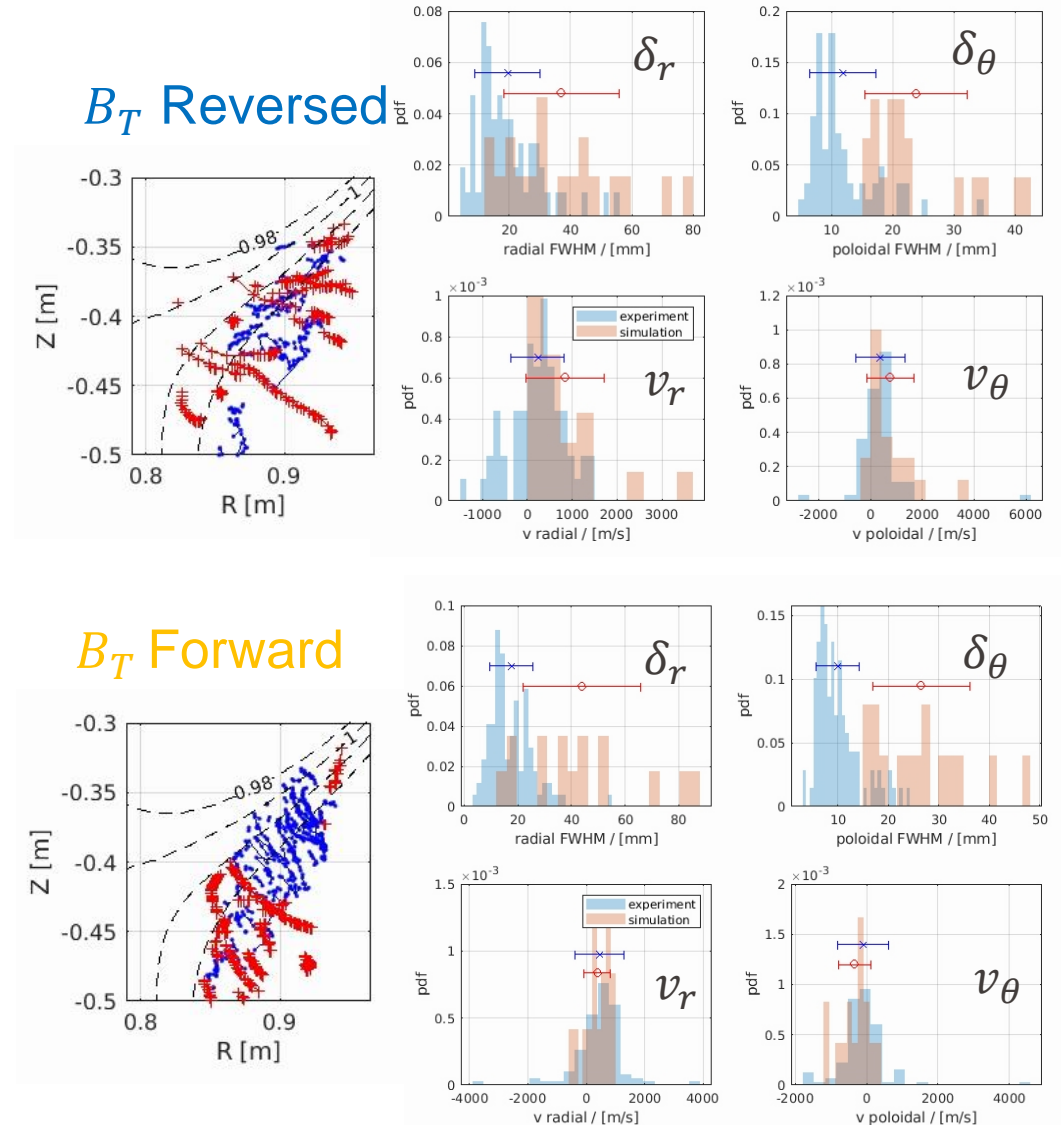 B_T Reversed
-0.3
-0.35
-0.4
-0.45
-0.5
Z [m]
0.98
1
0.8 0.9
R [m]
0.08
0.06
0.04
0.02
0
pdf
δ_r
20 40 60 80
radial FWHM / [mm]
0.2
0.15
0.1
0.05
0
pdf
δ_θ
10 20 30 40
poloidal FWHM / [mm]
×10^-3
1
0.8
0.6
0.4
0.2
0
pdf
experiment
simulation
v_r
-1000 0 1000 2000 3000
v radial / [m/s]
×10^-3
1.2
1
0.8
0.6
0.4
0.2
0
pdf
v_θ
-2000 0 2000 4000 6000
v poloidal / [m/s]
B_T Forward
-0.3
-0.35
-0.4
-0.45
-0.5
Z [m]
0.98
1
0.8 0.9
R [m]
0.1
0.08
0.06
0.04
0.02
0
pdf
δ_r
0 20 40 60 80
radial FWHM / [mm]
0.15
0.1
0.05
0
pdf
δ_θ
10 20 30 40 50
poloidal FWHM / [mm]
×10^-3
1.5
1
0.5
0
pdf
experiment
simulation
v_r
-4000 -2000 0 2000 4000
v radial / [m/s]
×10^-3
2
1.5
1
0.5
0
pdf
v_θ
-2000 0 2000 4000
v poloidal / [m/s]